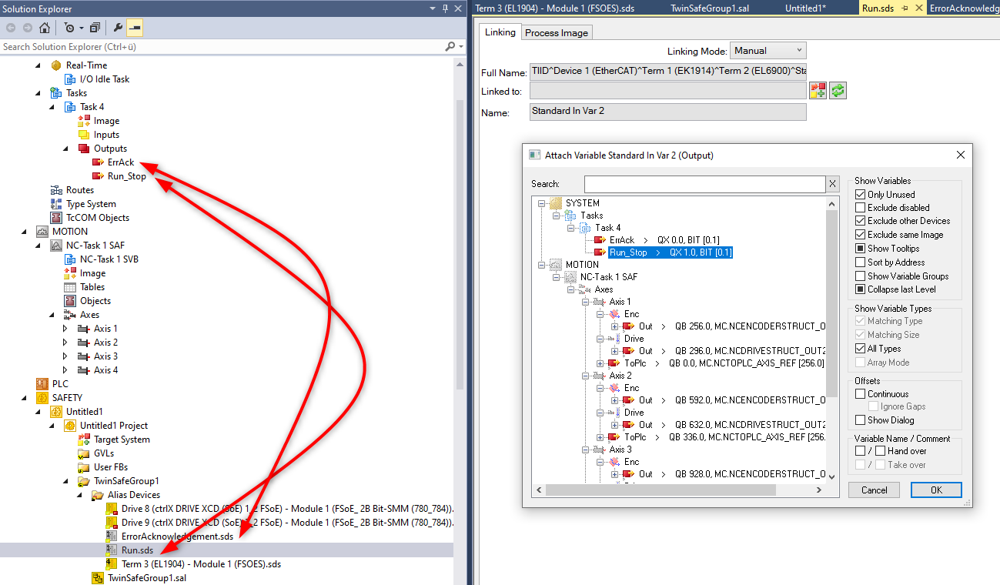 Solution Explorer
Search Solution Explorer (Ctrl+ü)
Real-Time
I/O Idle Task
Tasks
Task 4
Image
Inputs
Outputs
ErrAck
Run_Stop
Routes
Type System
TcCOM Objects
MOTION
NC-Task 1 SAF
NC-Task 1 SVB
Image
Tables
Objects
Axes
Axis 1
Axis 2
Axis 3
Axis 4
PLC
SAFETY
Untitled1
Untitled1 Project
Target System
GVLs
User FBs
TwinSafeGroup1
Alias Devices
Drive 8 (ctrlX DRIVE XCD (SoE) 1_2 FSoE) - Module 1 (FSoE_ 2B Bit-SMM (780_784)).
Drive 9 (ctrlX DRIVE XCD (SoE) 1_2 FSoE) - Module 1 (FSoE_ 2B Bit-SMM (780_784)).
ErrorAcknowledgement.sds
Run.sds
Term 3 (EL1904) - Module 1 (FSOES).sds
TwinSafeGroup1.sal
Term 3 (EL1904) - Module 1 (FSOES).sds TwinSafeGroup1.sal Untitled1* Run.sds ErrorAcknowledg
Linking Process Image
Linking Mode: Manual
Full Name: TIID^Device 1 (EtherCAT)^Term 1 (EK1914)^Term 2 (EL6900)^Sta
Linked to:
Name: Standard In Var 2
Attach Variable Standard In Var 2 (Output)
Search: X
SYSTEM
Tasks
Task 4
ErrAck > QX 0.0, BIT [0.1]
Run_Stop > QX 1.0, BIT [0.1]
MOTION
NC-Task 1 SAF
Axes
Axis 1
Enc
Out > QB 256.0, MC.NCENCODERSTRUCT_O
Drive
Out > QB 296.0, MC.NCDRIVESTRUCT_OUT2
ToPlc > QB 0.0, MC.NCTOPLC_AXIS_REF [256.0]
Axis 2
Enc
Out > QB 592.0, MC.NCENCODERSTRUCT_O
Drive
Out > QB 632.0, MC.NCDRIVESTRUCT_OUT2
ToPlc > QB 336.0, MC.NCTOPLC_AXIS_REF [256.
Axis 3
Enc
Out > QB 928.0, MC.NCENCODERSTRUCT_O
Show Variables
Only Unused
Exclude disabled
Exclude other Devices
Exclude same Image
Show Tooltips
Sort by Address
Show Variable Groups
Collapse last Level
Show Variable Types
Matching Type
Matching Size
All Types
Array Mode
Offsets
Continuous
Ignore Gaps
Show Dialog
Variable Name / Comment
/ Hand over
/ Take over
Cancel OK